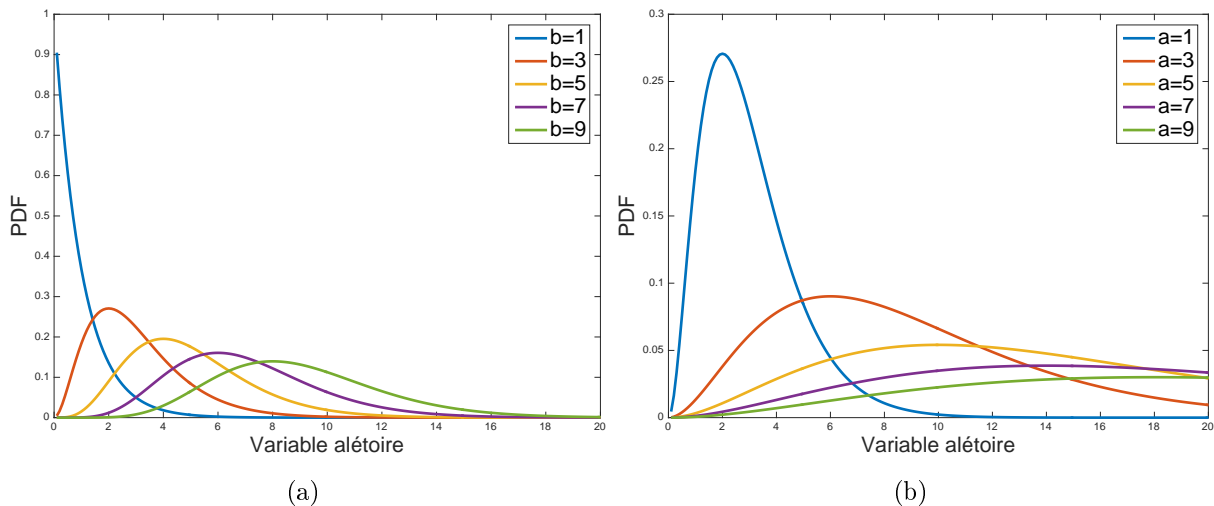 1
0.9
0.8
0.7
0.6
0.5
0.4
0.3
0.2
0.1
0
PDF
0 2 4 6 8 10 12 14 16 18 20
Variable alétoire
b=1
b=3
b=5
b=7
b=9
(a)
0.3
0.25
0.2
0.15
0.1
0.05
0
PDF
2 4 6 8 10 12 14 16 18 20
Variable alétoire
a=1
a=3
a=5
a=7
a=9
(b)